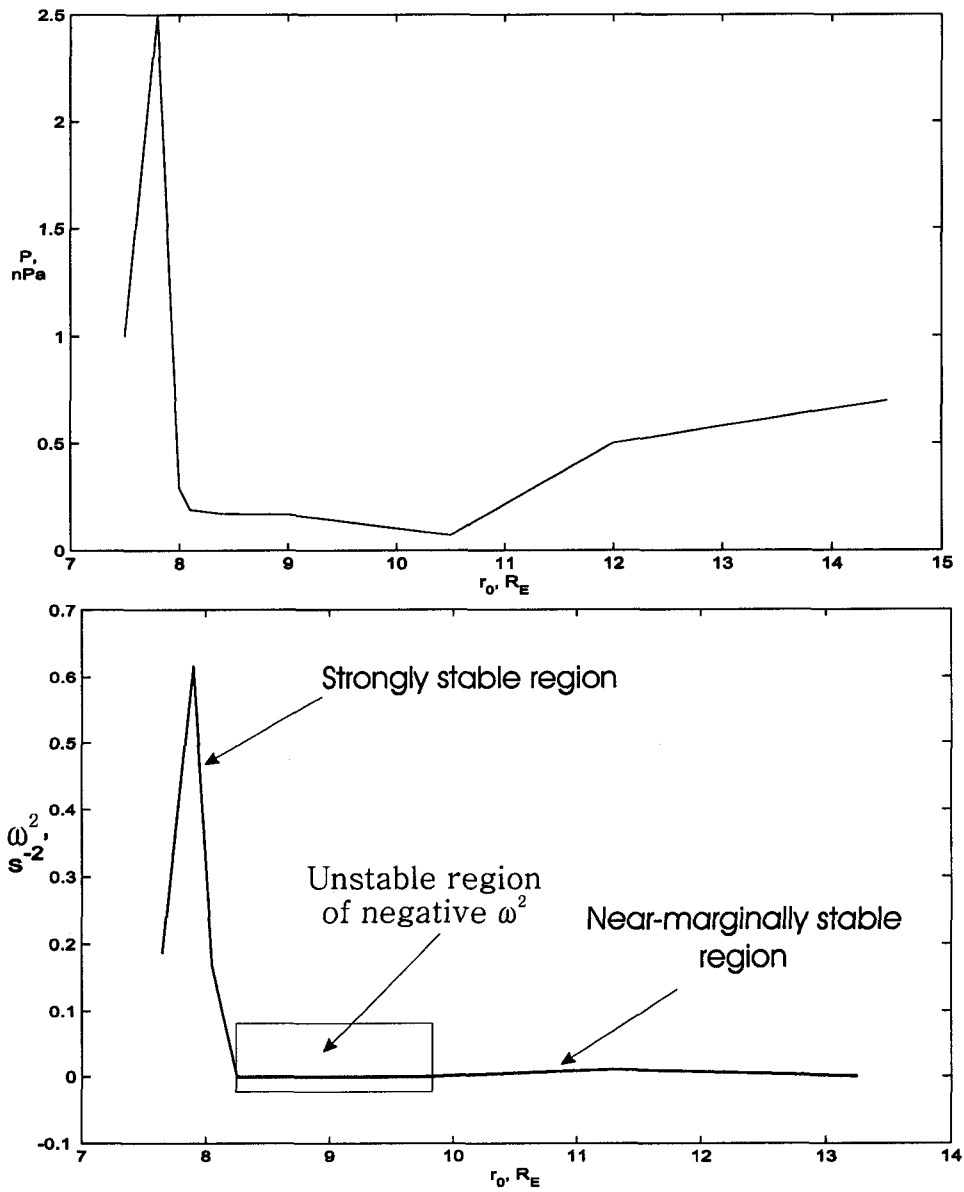 2.5
2
1.5
P,
nPa
1
0.5
0
7 8 9 10 11 12 13 14 15
r₀, R_E
0.7
0.6
Strongly stable region
0.5
0.4
ω²,
s⁻²
0.3
Unstable region
of negative ω²
Near-marginally stable
region
0.2
0.1
0
-0.1
7 8 9 10 11 12 13 14
r₀, R_E